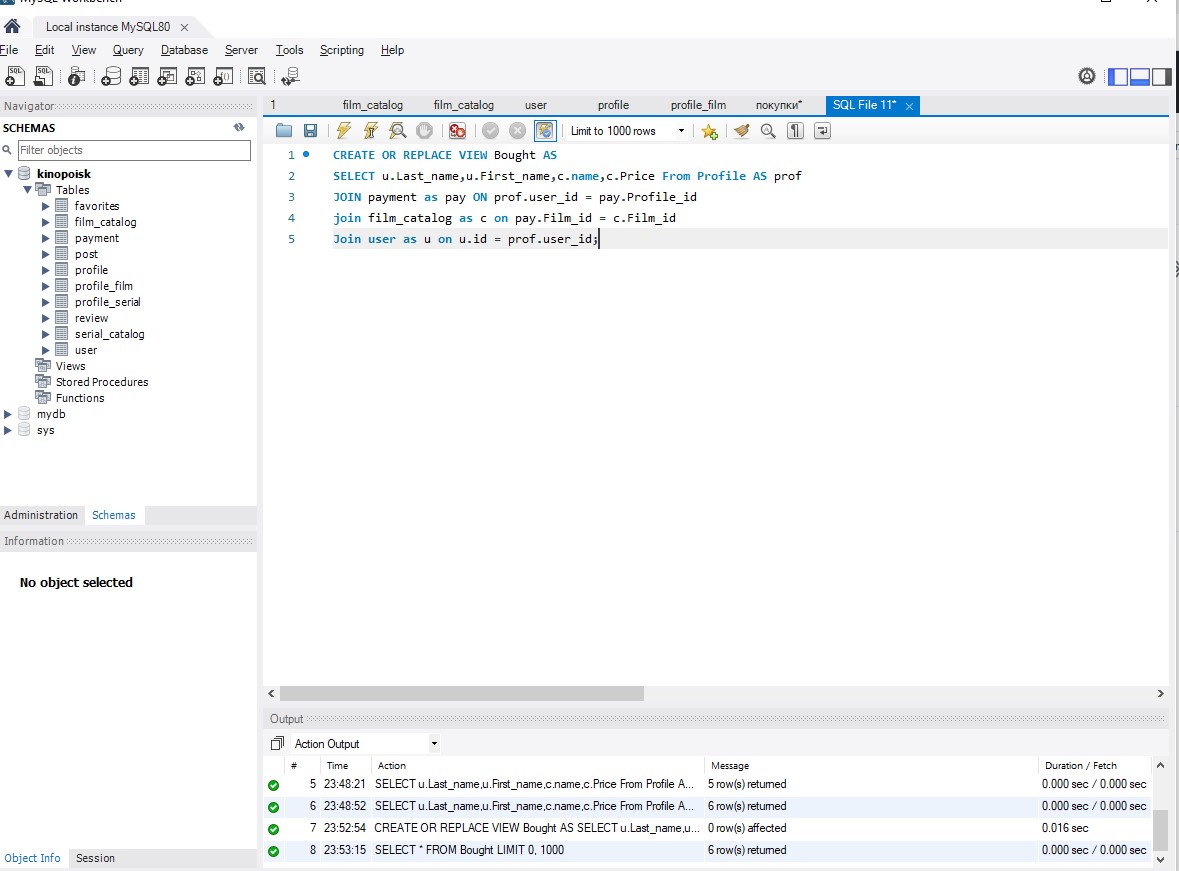 MySQL Workbench
Local instance MySQL80
File Edit View Query Database Server Tools Scripting Help
Navigator
SCHEMAS
Filter objects
kinopoisk
Tables
favorites
film_catalog
payment
post
profile
profile_film
profile_serial
review
serial_catalog
user
Views
Stored Procedures
Functions
mydb
sys
Administration Schemas
Information
No object selected
Object Info Session
1 film_catalog film_catalog user profile profile_film покупки* SQL File 11*
Limit to 1000 rows
1 CREATE OR REPLACE VIEW Bought AS
2 SELECT u.Last_name,u.First_name,c.name,c.Price From Profile AS prof
3 JOIN payment as pay ON prof.user_id = pay.Profile_id
4 join film_catalog as c on pay.Film_id = c.Film_id
5 Join user as u on u.id = prof.user_id;
Output
Action Output
# Time Action Message Duration / Fetch
5 23:48:21 SELECT u.Last_name,u.First_name,c.name,c.Price From Profile A... 5 row(s) returned 0.000 sec / 0.000 sec
6 23:48:52 SELECT u.Last_name,u.First_name,c.name,c.Price From Profile A... 6 row(s) returned 0.000 sec / 0.000 sec
7 23:52:54 CREATE OR REPLACE VIEW Bought AS SELECT u.Last_name,u... 0 row(s) affected 0.016 sec
8 23:53:15 SELECT * FROM Bought LIMIT 0, 1000 6 row(s) returned 0.000 sec / 0.000 sec